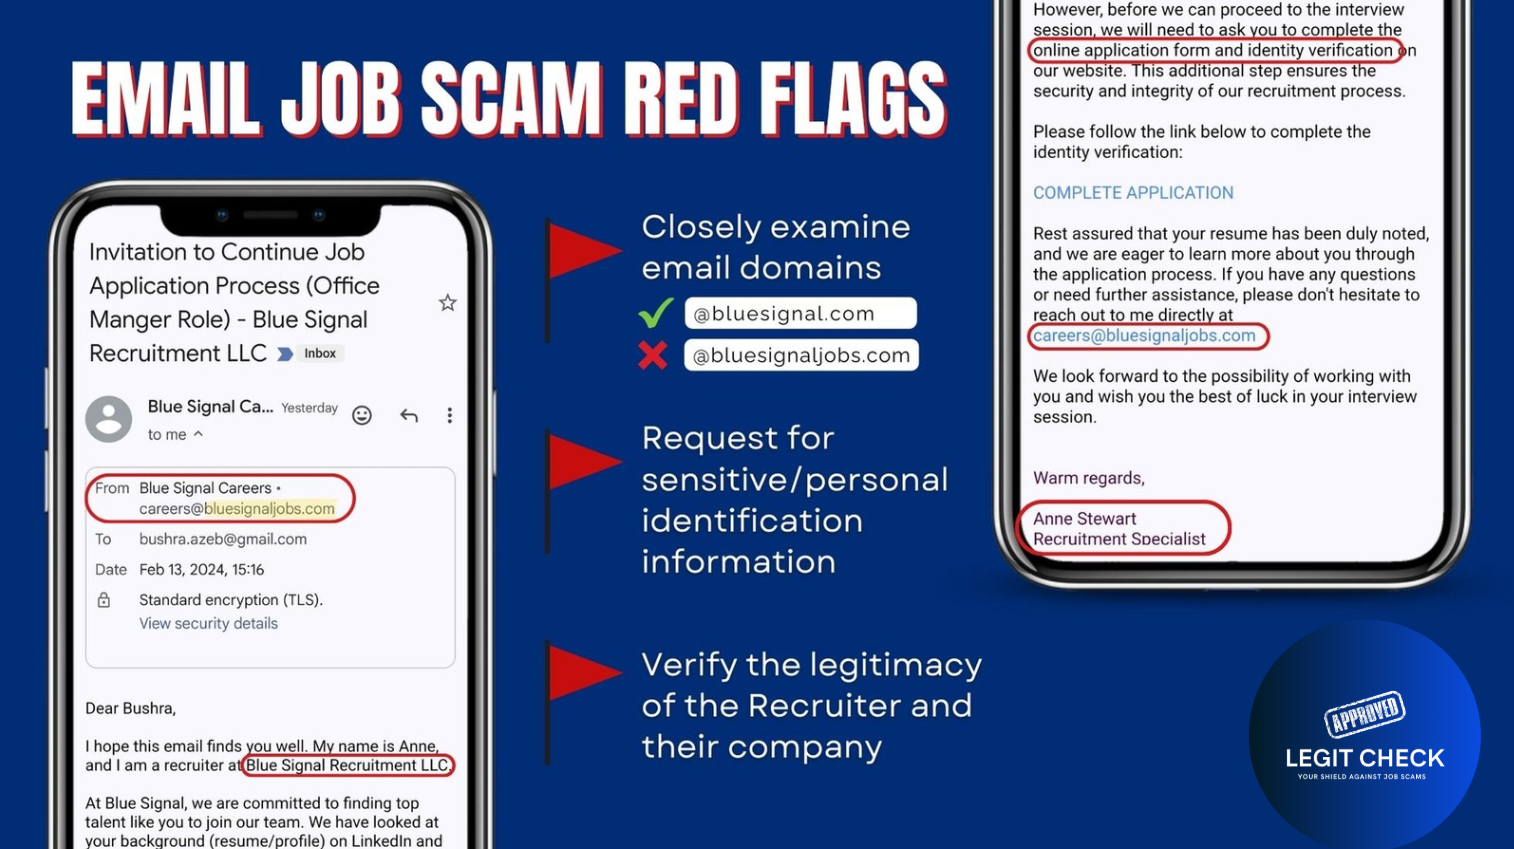 EMAIL JOB SCAM RED FLAGS
Invitation to Continue Job
Application Process (Office
Manger Role) - Blue Signal
Recruitment LLC Inbox
Blue Signal Ca... Yesterday
to me
From Blue Signal Careers •
careers@bluesignaljobs.com
To bushra.azeb@gmail.com
Date Feb 13, 2024, 15:16
Standard encryption (TLS).
View security details
Dear Bushra,
I hope this email finds you well. My name is Anne,
and I am a recruiter at Blue Signal Recruitment LLC.
At Blue Signal, we are committed to finding top
talent like you to join our team. We have looked at
your background (resume/profile) on LinkedIn and
Closely examine
email domains
@bluesignal.com
@bluesignaljobs.com
Request for
sensitive/personal
identification
information
Verify the legitimacy
of the Recruiter and
their company
However, before we can proceed to the interview
session, we will need to ask you to complete the
online application form and identity verification on
our website. This additional step ensures the
security and integrity of our recruitment process.
Please follow the link below to complete the
identity verification:
COMPLETE APPLICATION
Rest assured that your resume has been duly noted,
and we are eager to learn more about you through
the application process. If you have any questions
or need further assistance, please don't hesitate to
reach out to me directly at
careers@bluesignaljobs.com
We look forward to the possibility of working with
you and wish you the best of luck in your interview
session.
Warm regards,
Anne Stewart
Recruitment Specialist
APPROVED
LEGIT CHECK
YOUR SHIELD AGAINST JOB SCAMS